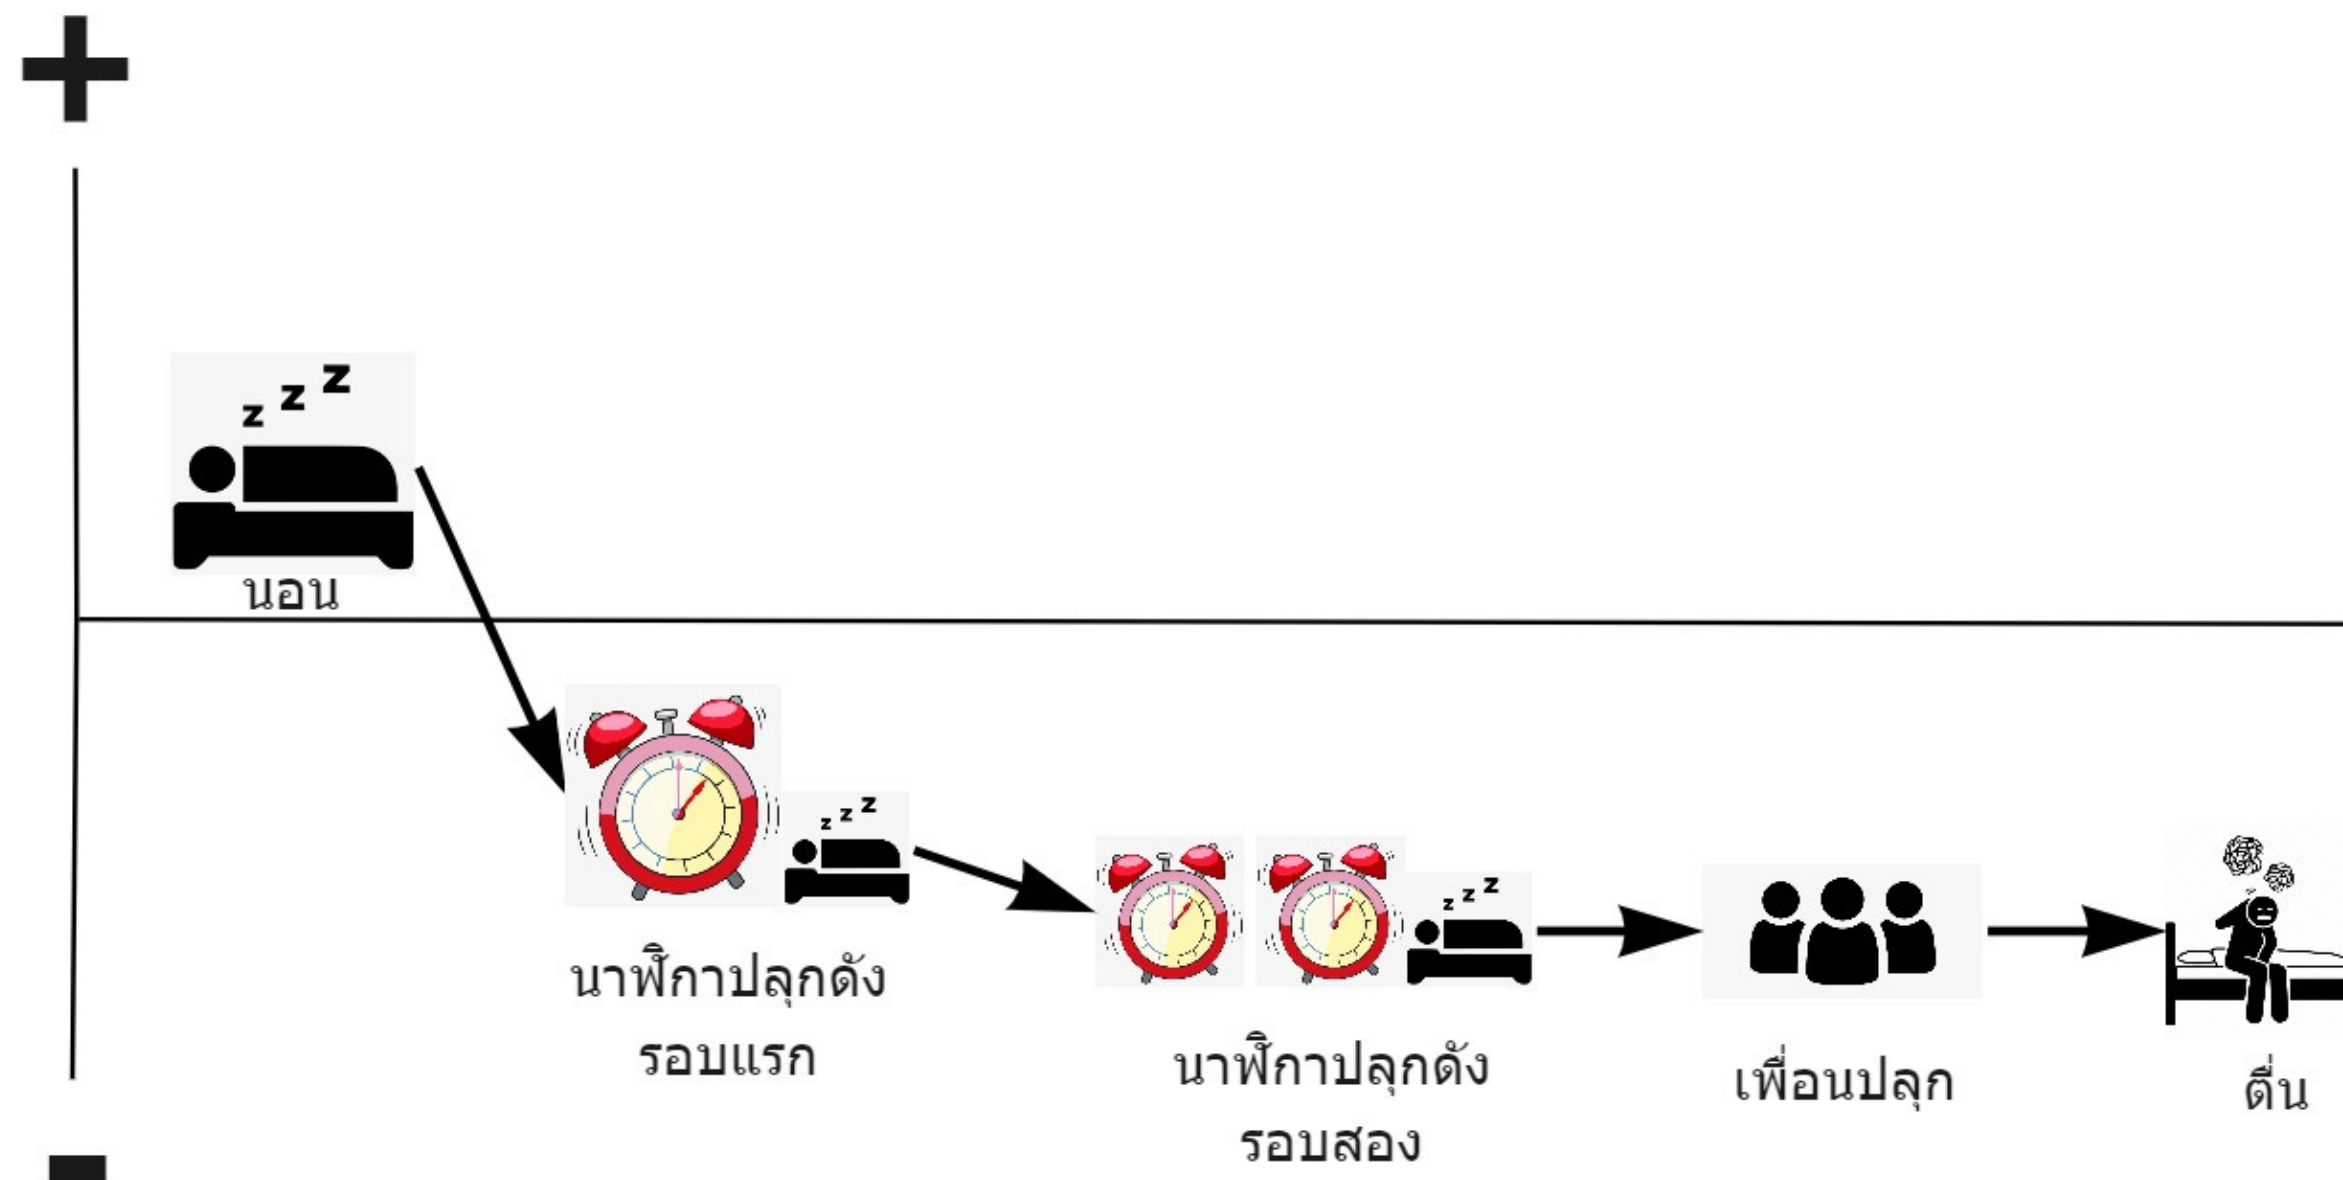 +
z z z
นอน
z z z
นาฬิกาปลุกดัง
รอบแรก
z z z
นาฬิกาปลุกดัง
รอบสอง
เพื่อนปลุก
ตื่น
-